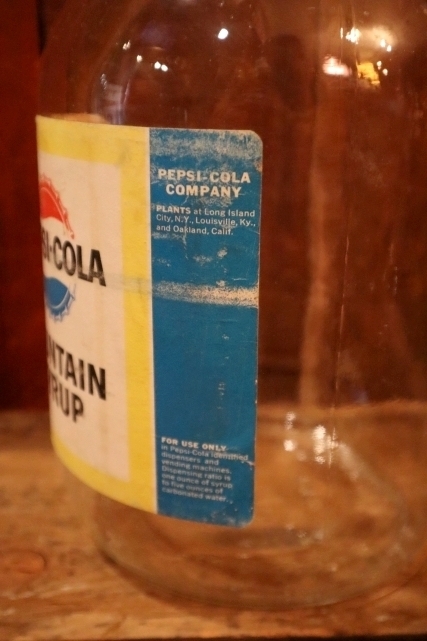 SI-COLA
NTAIN
RUP
PEPSI-COLA
COMPANY
PLANTS at Long Island
City, N.Y., Louisville, Ky.,
and Oakland, Calif.
FOR USE ONLY
in Pepsi-Cola identified
dispensers and
vending machines.
Dispensing ratio is
one ounce of syrup
to five ounces of
carbonated water.